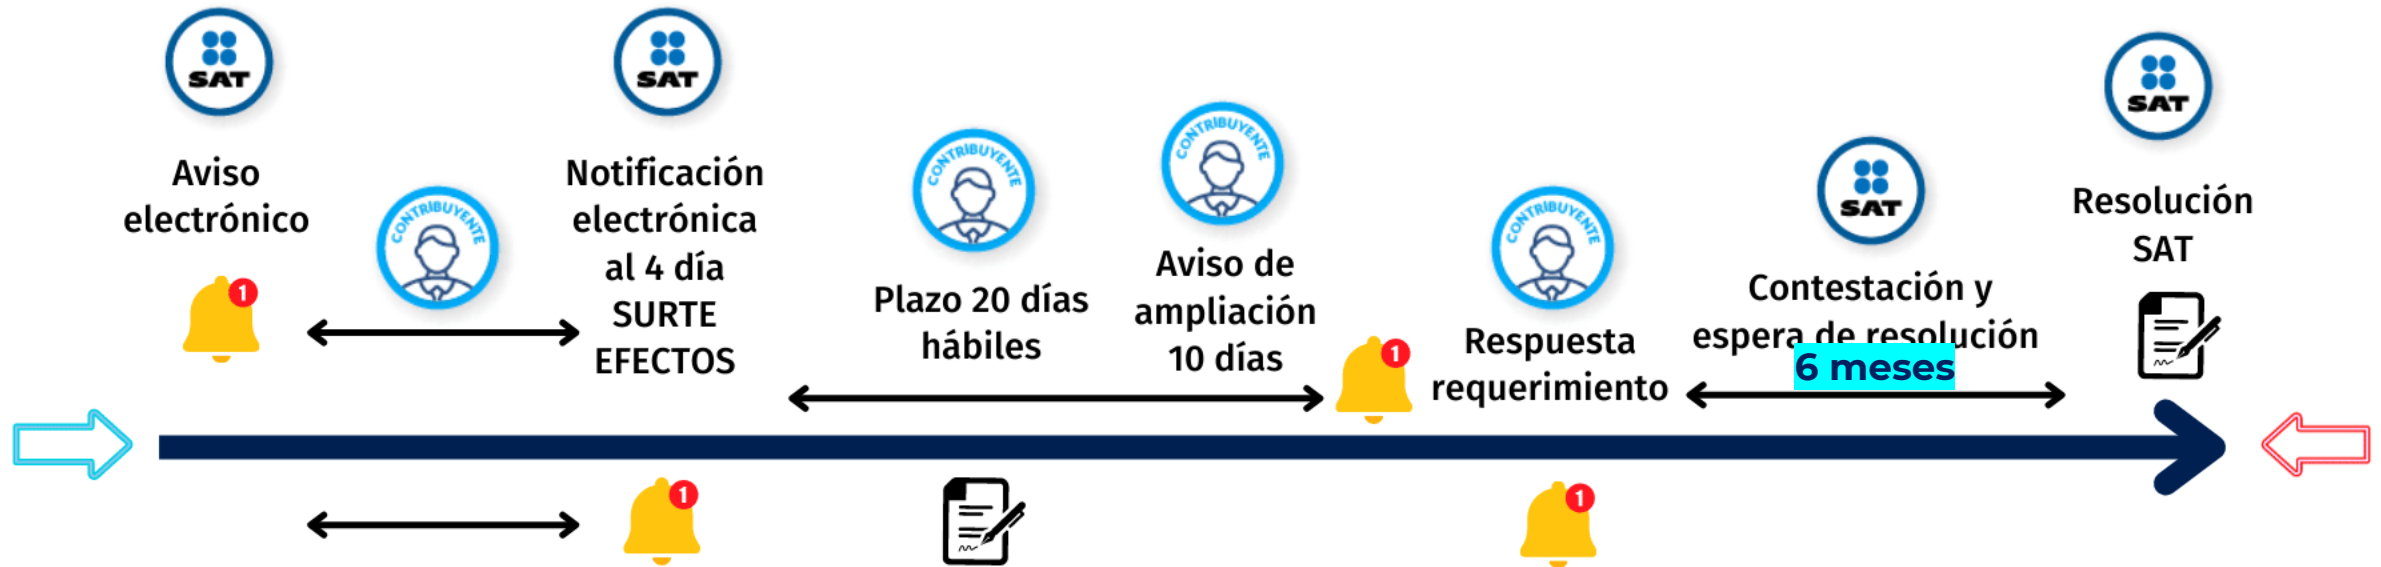 SAT
Aviso
electrónico
1
CONTRIBUYENTE
SAT
Notificación
electrónica
al 4 día
SURTE
EFECTOS
1
CONTRIBUYENTE
Plazo 20 días
hábiles
CONTRIBUYENTE
Aviso de
ampliación
10 días
1
CONTRIBUYENTE
Respuesta
requerimiento
1
SAT
Contestación y
espera de resolución
6 meses
SAT
Resolución
SAT